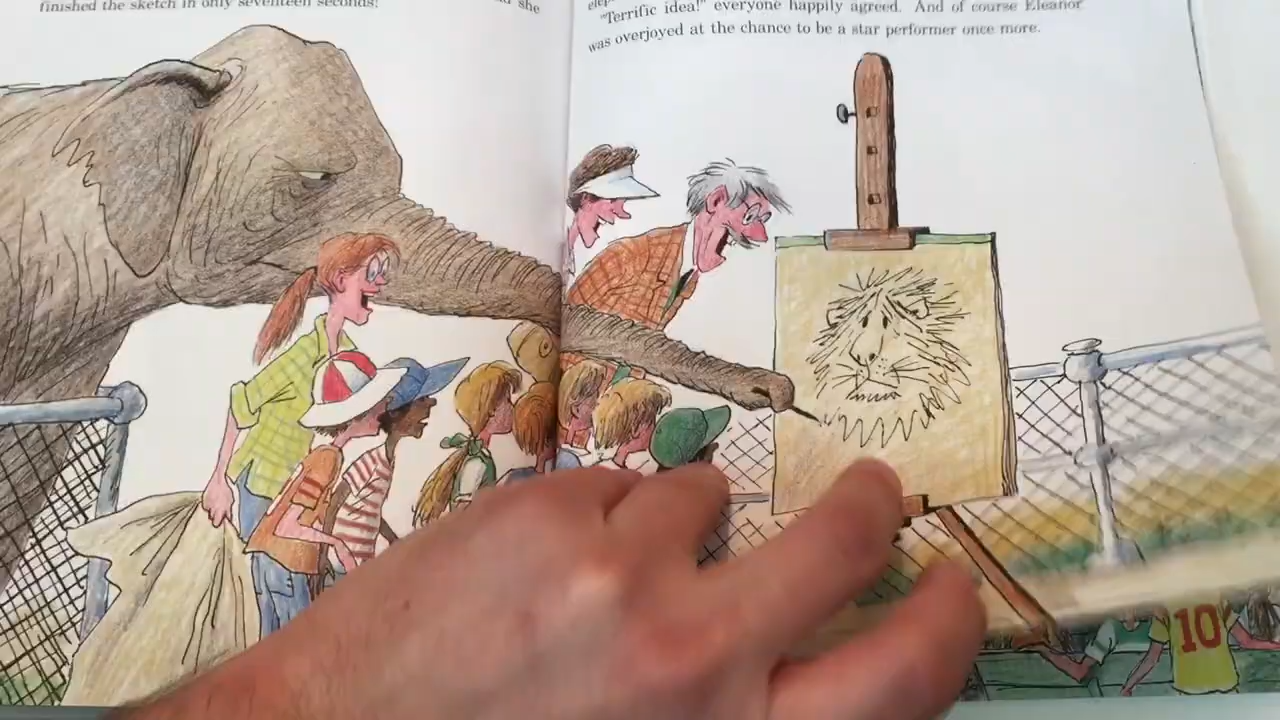 finished the sketch in only seventeen seconds!
she
"Terrific idea!" everyone happily agreed. And of course Eleanor
was overjoyed at the chance to be a star performer once more.
10